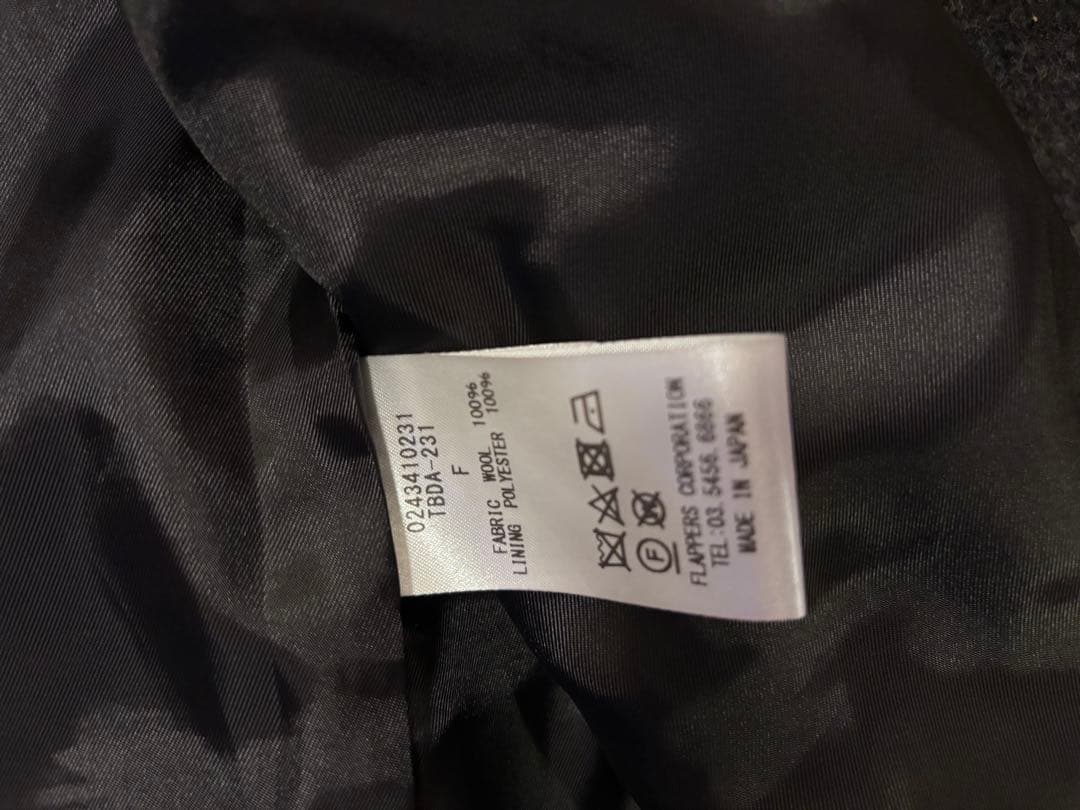 0243410231
TBDA-231
F
FABRIC WOOL 100%
LINING POLYESTER 100%
F W
FLAPPERS CORPORATION
TEL:03.5456.6866
MADE IN JAPAN